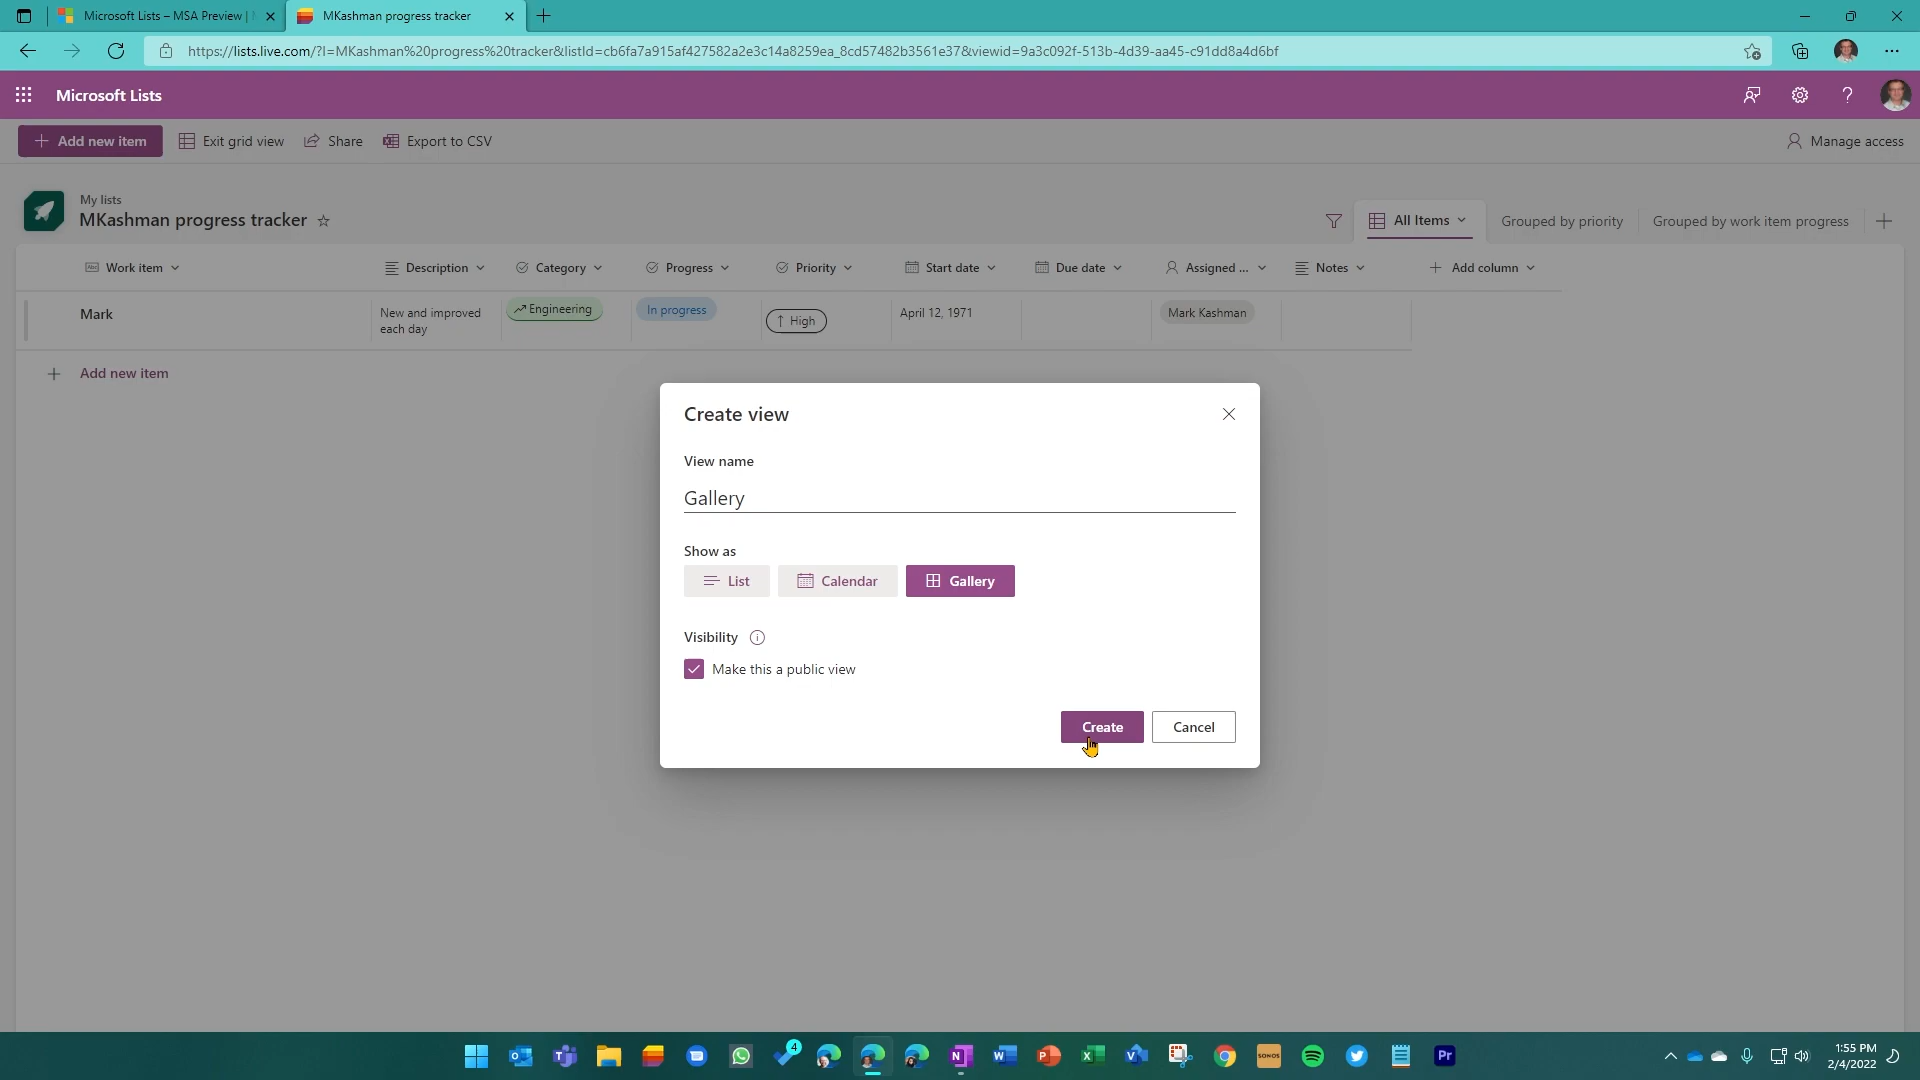 Microsoft Lists – MSA Preview |
MKashman progress tracker
https://lists.live.com/?l=MKashman%20progress%20tracker&listId=cb6fa7a915af427582a2e3c14a8259ea_8cd57482b3561e37&viewid=9a3c092f-513b-4d39-aa45-c91dd8a4d6bf
Microsoft Lists
Add new item
Exit grid view
Share
Export to CSV
Manage access
My lists
MKashman progress tracker
All Items
Grouped by priority
Grouped by work item progress
Work item
Description
Category
Progress
Priority
Start date
Due date
Assigned ...
Notes
Add column
Mark
New and improved
each day
Engineering
In progress
High
April 12, 1971
Mark Kashman
Add new item
Create view
View name
Gallery
Show as
List
Calendar
Gallery
Visibility
Make this a public view
Create
Cancel
4
SONOS
Pr
1:55 PM
2/4/2022